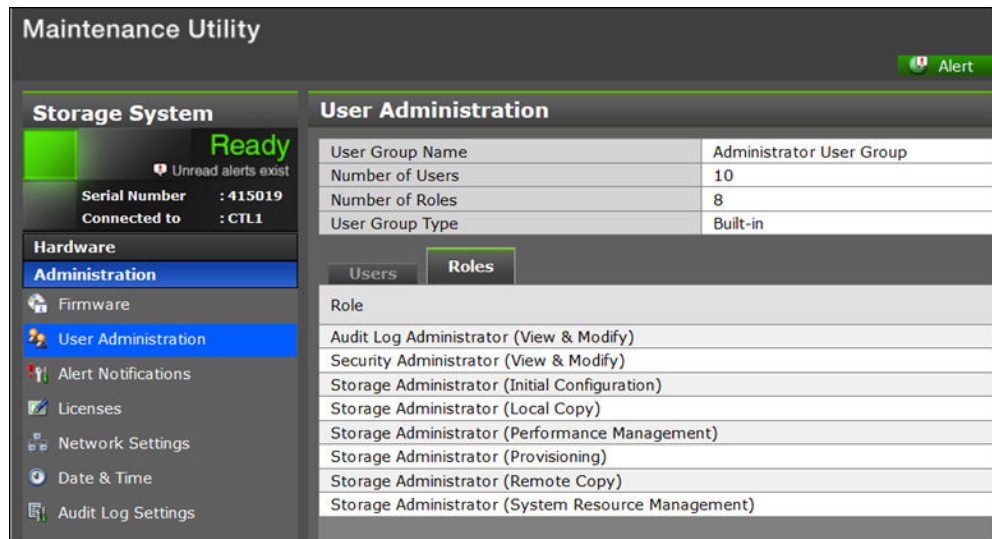 Maintenance Utility
Alert
Storage System
Ready
Unread alerts exist
Serial Number : 415019
Connected to : CTL1
Hardware
Administration
Firmware
User Administration
Alert Notifications
Licenses
Network Settings
Date & Time
Audit Log Settings
User Administration
User Group Name Administrator User Group
Number of Users 10
Number of Roles 8
User Group Type Built-in
Users Roles
Role
Audit Log Administrator (View & Modify)
Security Administrator (View & Modify)
Storage Administrator (Initial Configuration)
Storage Administrator (Local Copy)
Storage Administrator (Performance Management)
Storage Administrator (Provisioning)
Storage Administrator (Remote Copy)
Storage Administrator (System Resource Management)